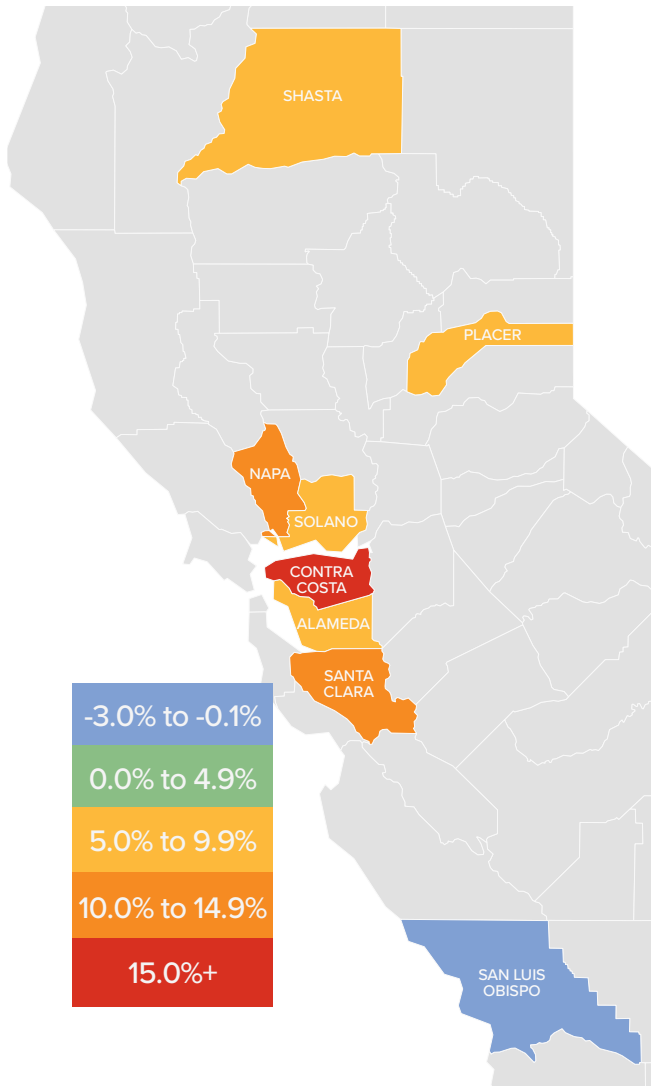 SHASTA
PLACER
NAPA
SOLANO
CONTRA
COSTA
ALAMEDA
SANTA
CLARA
-3.0% to -0.1%
0.0% to 4.9%
5.0% to 9.9%
10.0% to 14.9%
15.0%+
SAN LUIS
OBISPO